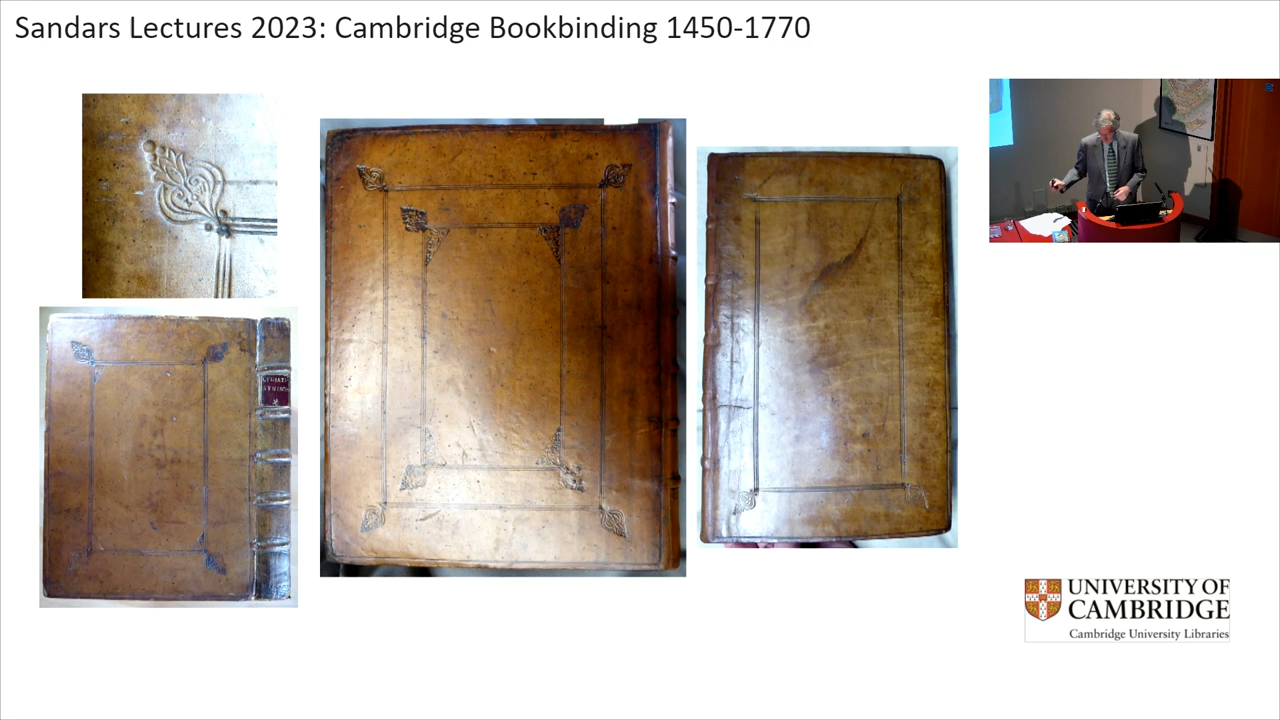 Sandars Lectures 2023: Cambridge Bookbinding 1450-1770
UNIVERSITY OF
CAMBRIDGE
Cambridge University Libraries